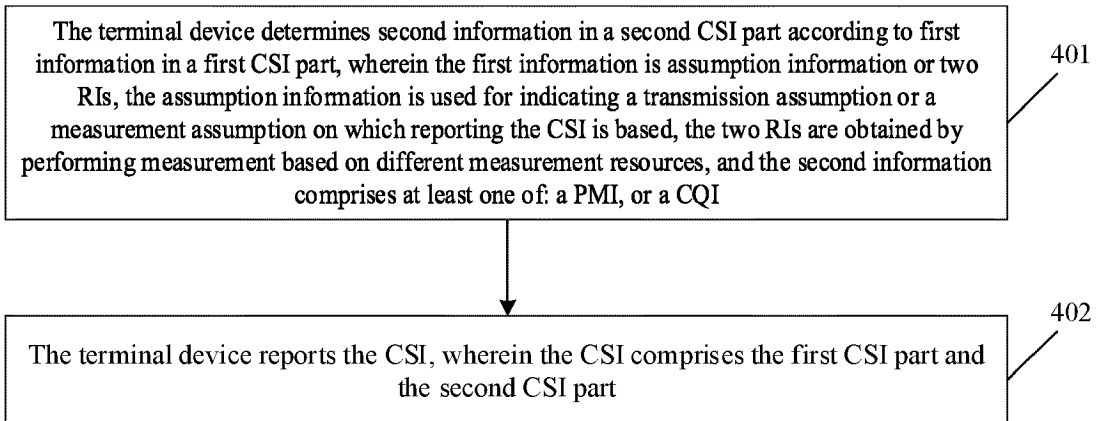 The terminal device determines second information in a second CSI part according to first
information in a first CSI part, wherein the first information is assumption information or two
RIs, the assumption information is used for indicating a transmission assumption or a
measurement assumption on which reporting the CSI is based, the two RIs are obtained by
performing measurement based on different measurement resources, and the second information
comprises at least one of: a PMI, or a CQI
401
The terminal device reports the CSI, wherein the CSI comprises the first CSI part and
the second CSI part
402